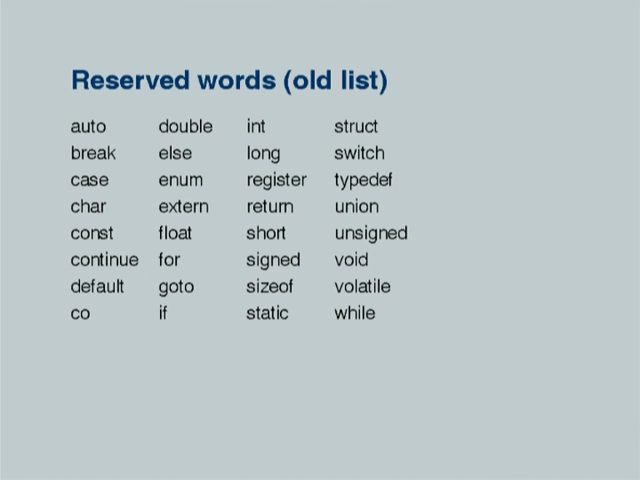 Reserved words (old list)
auto double int struct
break else long switch
case enum register typedef
char extern return union
const float short unsigned
continue for signed void
default goto sizeof volatile
co if static while